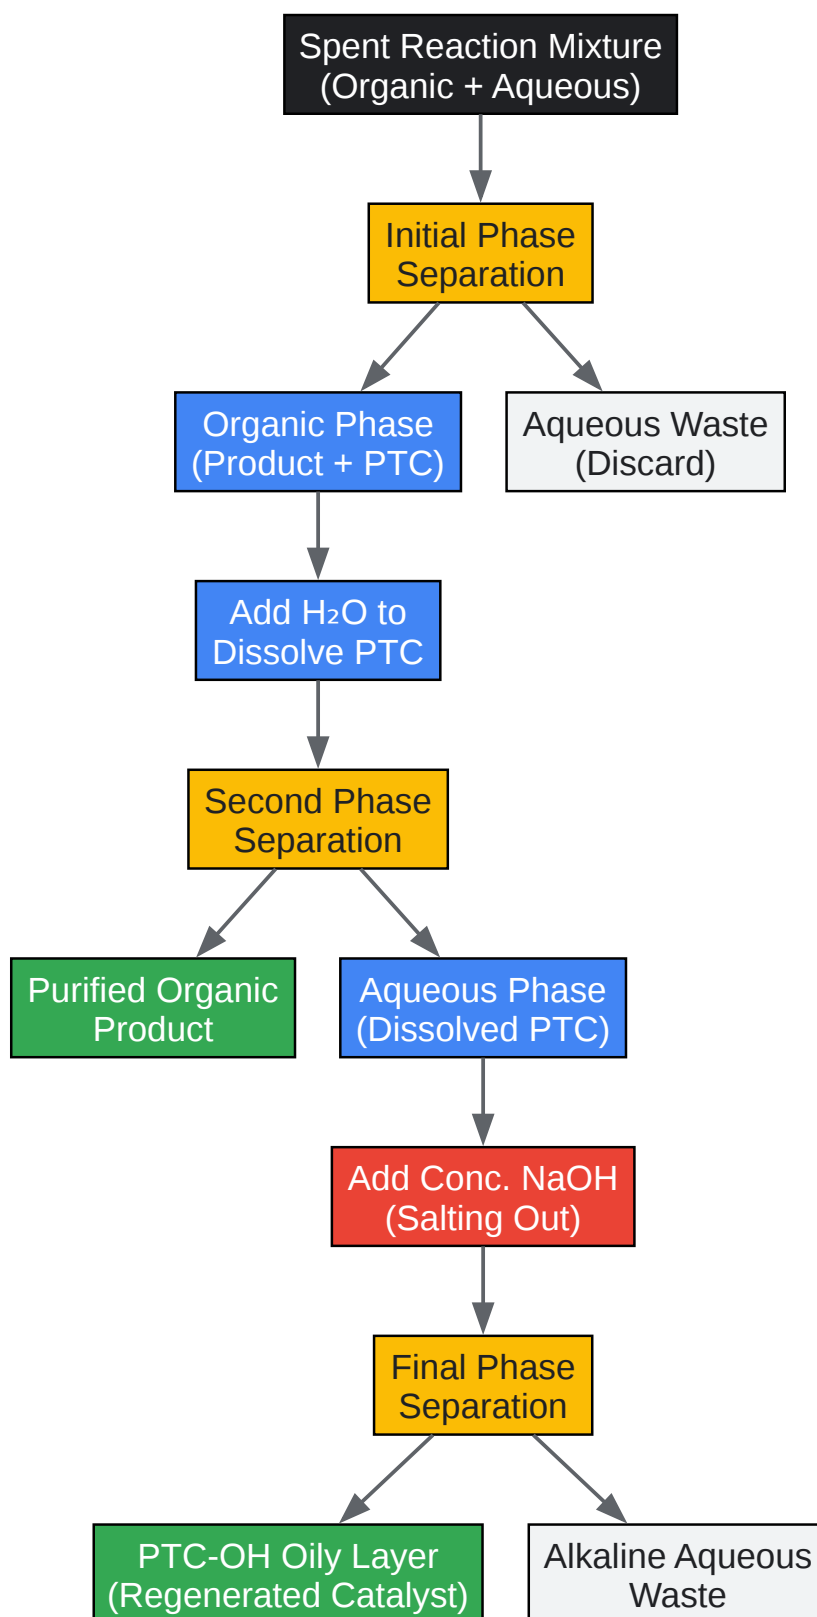 Spent Reaction Mixture
(Organic + Aqueous)
Initial Phase
Separation
Organic Phase
(Product + PTC)
Aqueous Waste
(Discard)
Add H₂O to
Dissolve PTC
Second Phase
Separation
Purified Organic
Product
Aqueous Phase
(Dissolved PTC)
Add Conc. NaOH
(Salting Out)
Final Phase
Separation
PTC-OH Oily Layer
(Regenerated Catalyst)
Alkaline Aqueous
Waste